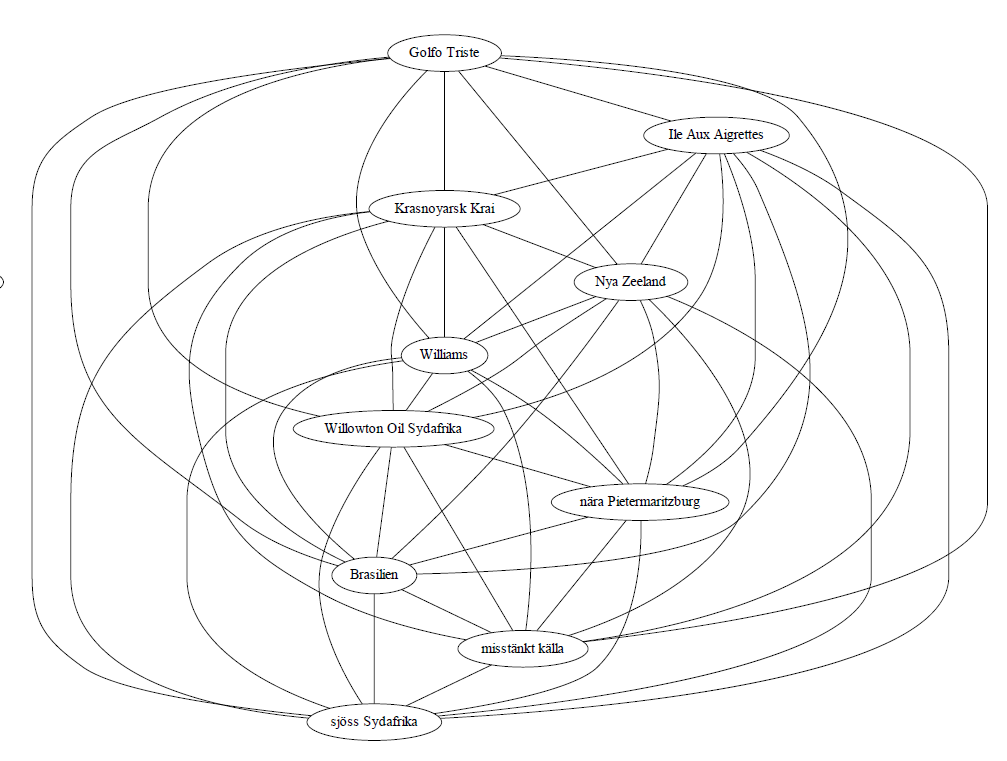 Golfo Triste
Ile Aux Aigrettes
Krasnoyarsk Krai
Nya Zeeland
Williams
Willowton Oil Sydafrika
nära Pietermaritzburg
Brasilien
misstänkt källa
sjöss Sydafrika